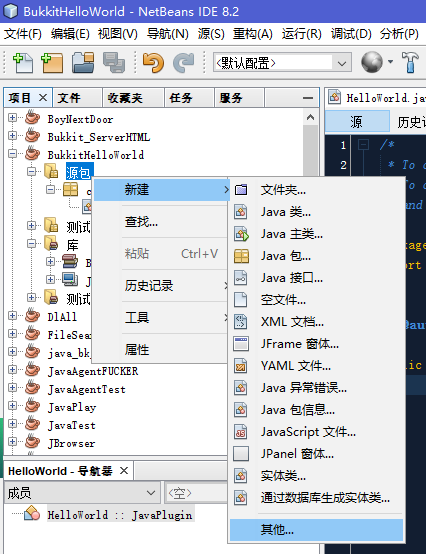 BukkitHelloWorld - NetBeans IDE 8.2
文件(F) 编辑(E) 视图(V) 导航(N) 源(S) 重构(A) 运行(R) 调试(D) 分析(P)
<默认配置>
项目 文件 收藏夹 任务 服务
HelloWorld.jav
源 历史记
BoyNextDoor
Bukkit_ServerHTML
BukkitHelloWorld
源包
测试
库
测试
DlAll
FileSear
java_bk
JavaAgentFUCKER
JavaAgentTest
JavaPlay
JavaTest
JBrowser
新建
查找...
粘贴 Ctrl+V
历史记录
工具
属性
文件夹...
Java 类...
Java 主类...
Java 包...
Java 接口...
空文件...
XML 文档...
JFrame 窗体...
YAML 文件...
Java 异常错误...
Java 包信息...
JavaScript 文件...
JPanel 窗体...
实体类...
通过数据库生成实体类...
其他...
1 /*
2 * To c
HelloWorld - 导航器
成员 <空>
HelloWorld :: JavaPlugin